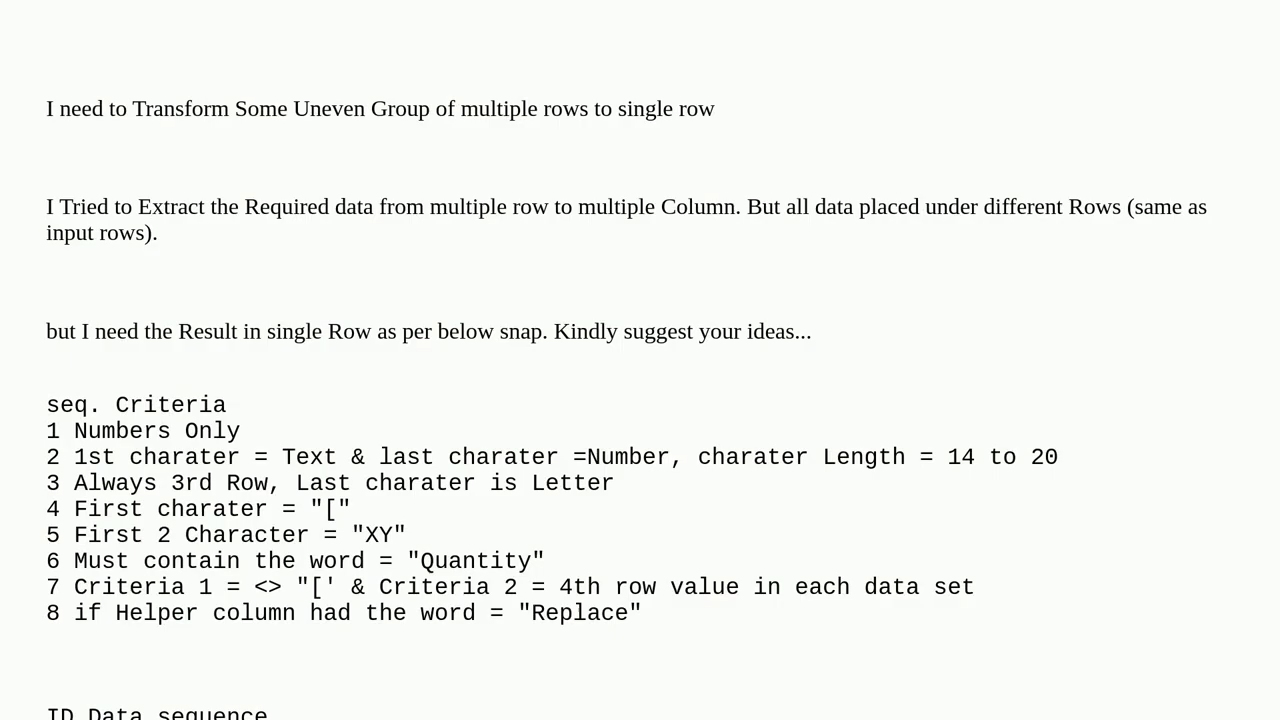 I need to Transform Some Uneven Group of multiple rows to single row
I Tried to Extract the Required data from multiple row to multiple Column. But all data placed under different Rows (same as
input rows).
but I need the Result in single Row as per below snap. Kindly suggest your ideas...
seq. Criteria
1 Numbers Only
2 1st charater = Text & last charater =Number, charater Length = 14 to 20
3 Always 3rd Row, Last charater is Letter
4 First charater = "["
5 First 2 Character = "XY"
6 Must contain the word = "Quantity"
7 Criteria 1 = <> "[' & Criteria 2 = 4th row value in each data set
8 if Helper column had the word = "Replace"
ID Data sequence